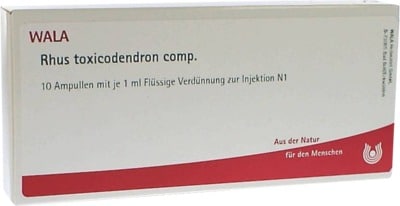 WALA
Rhus toxicodendron comp.
10 Ampullen mit je 1 ml Flüssige Verdünnung zur Injektion N1
Aus der Natur
für den Menschen
WALA